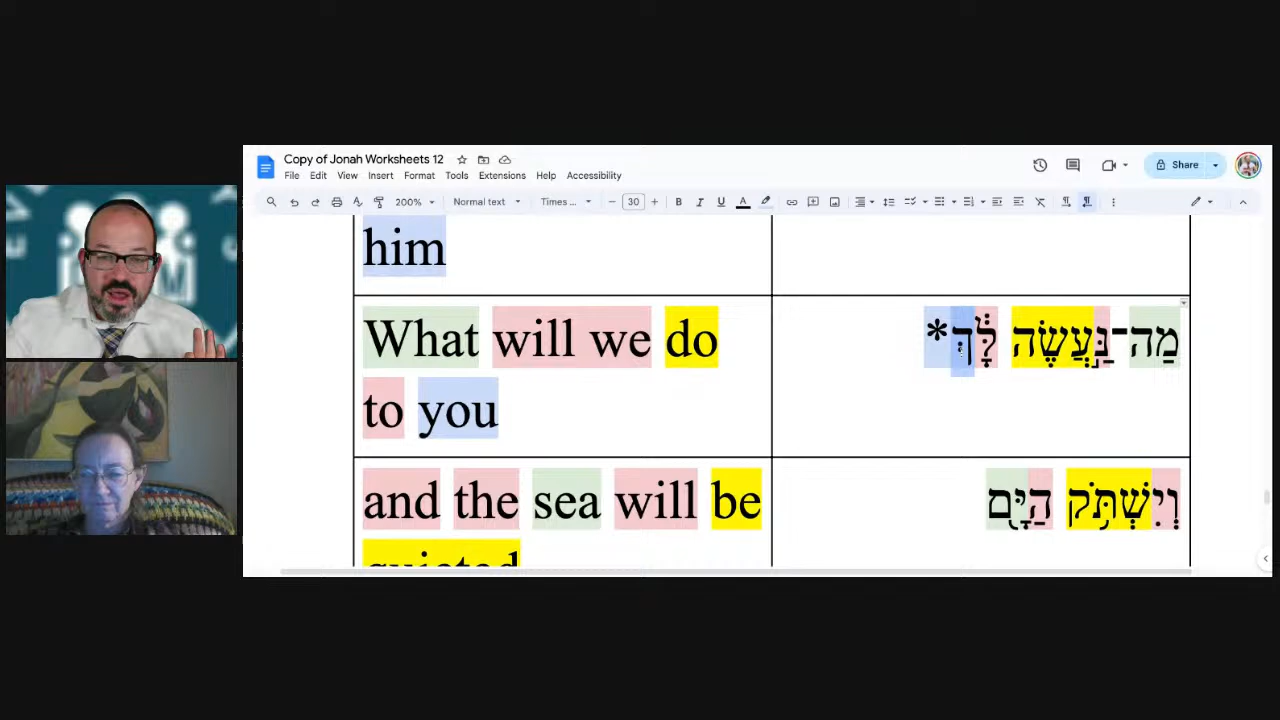 Copy of Jonah Worksheets 12
File Edit View Insert Format Tools Extensions Help Accessibility
Share
200% Normal text Times ... 30 B I U A
him
What will we do
to you
מַה־נַּ֣עֲשֶׂה לָּ֔ךְ*
and the sea will be
quieted
וְיִשְׁתֹּ֥ק הַיָּ֖ם